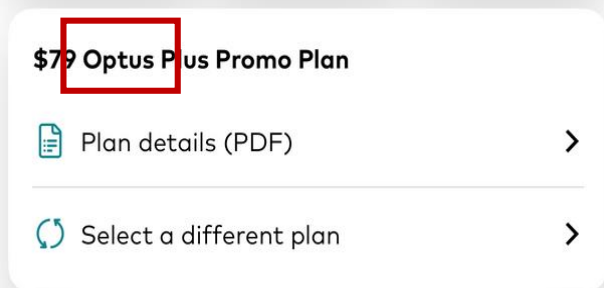 $79 Optus Plus Promo Plan
Plan details (PDF)
Select a different plan